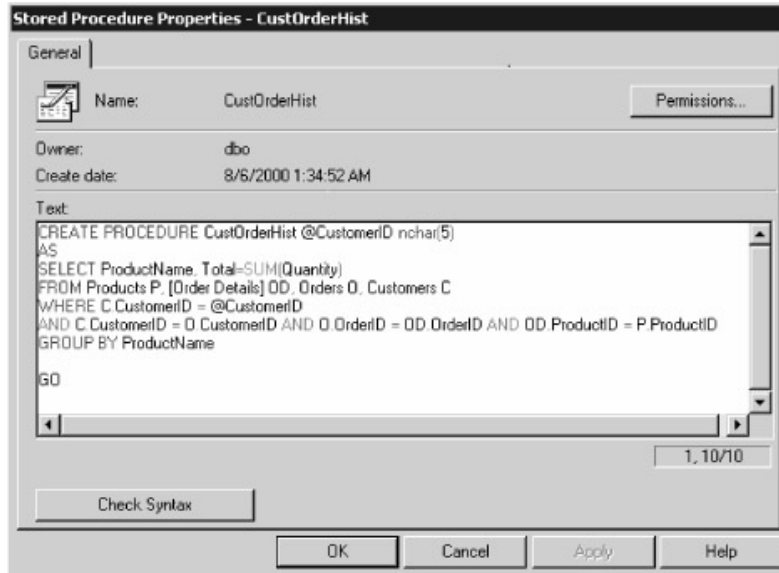 Stored Procedure Properties - CustOrderHist
General
Name: CustOrderHist Permissions...
Owner: dbo
Create date: 8/6/2000 1:34:52 AM
Text:
CREATE PROCEDURE CustOrderHist @CustomerID nchar(5)
AS
SELECT ProductName, Total=SUM(Quantity)
FROM Products P, [Order Details] OD, Orders O, Customers C
WHERE C.CustomerID = @CustomerID
AND C.CustomerID = O.CustomerID AND O.OrderID = OD.OrderID AND OD.ProductID = P.ProductID
GROUP BY ProductName
GO
1, 10/10
Check Syntax
OK Cancel Apply Help